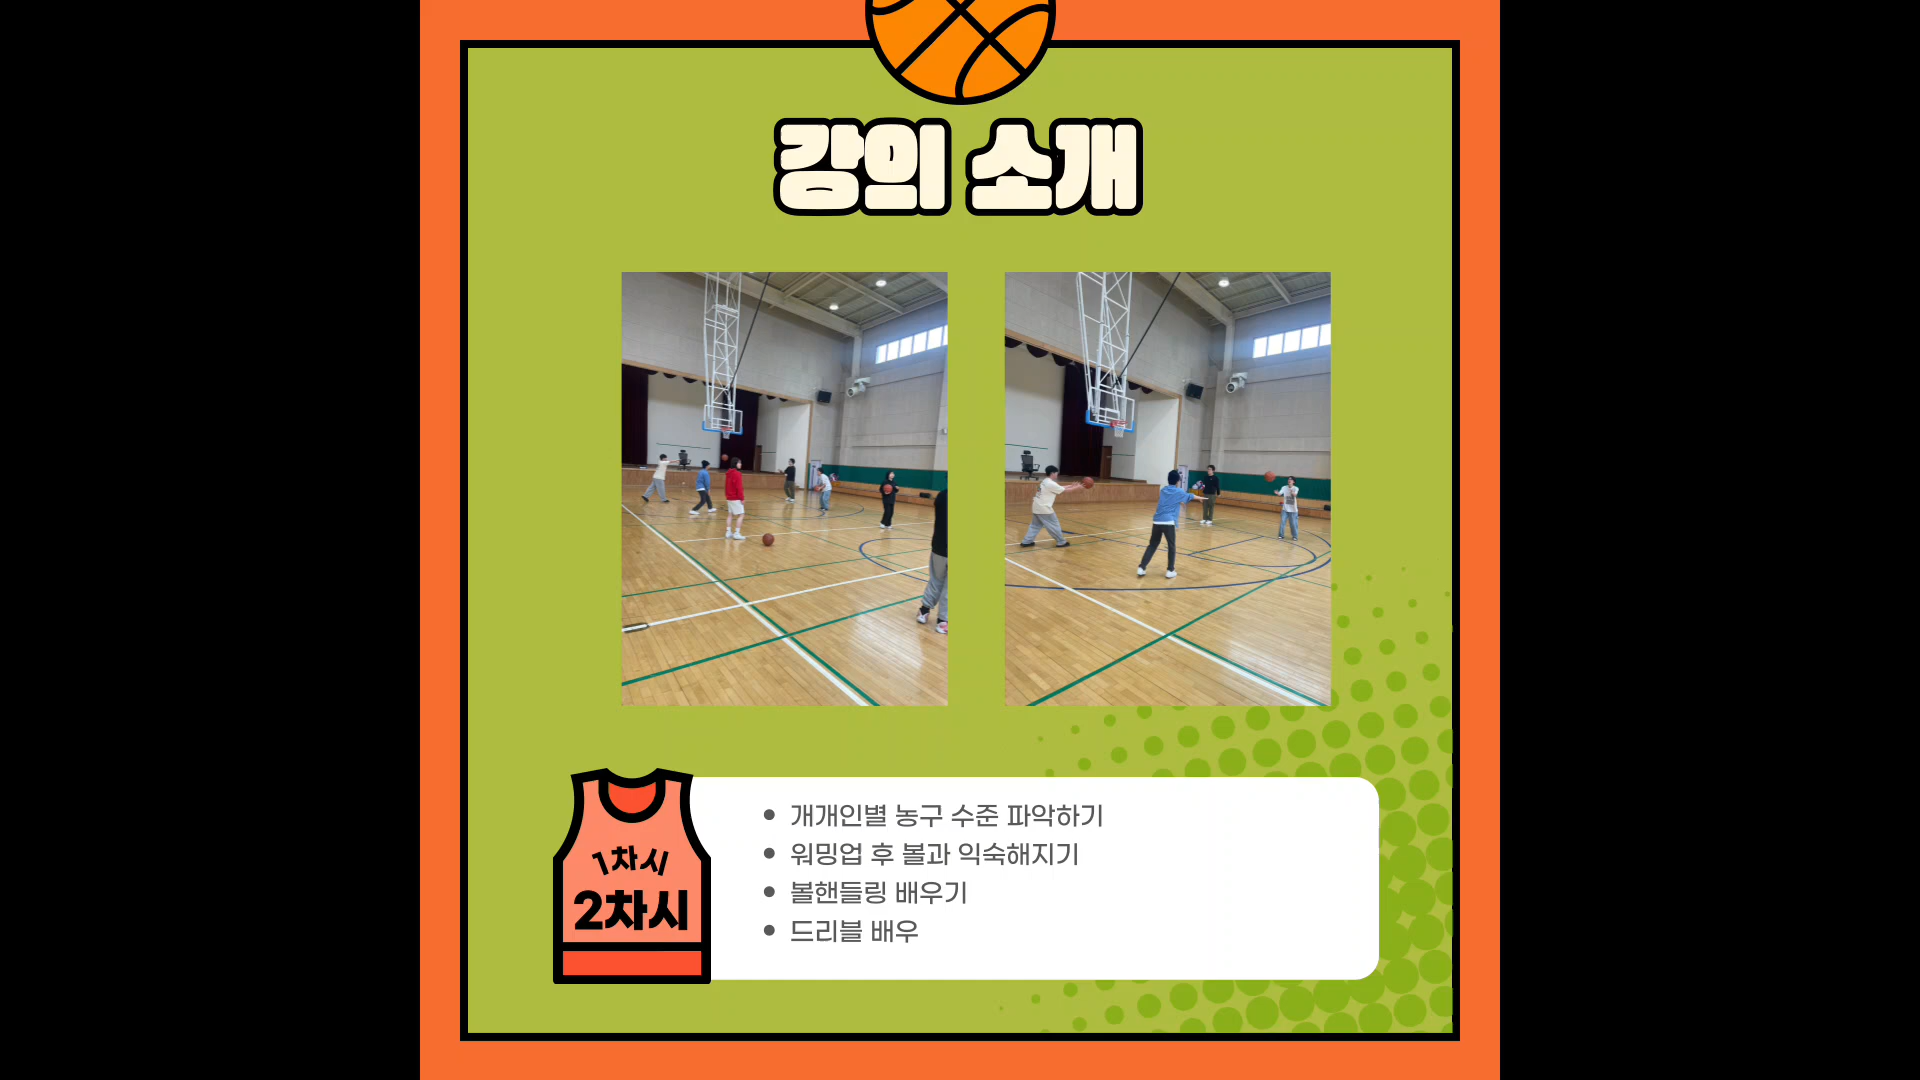 강의 소개
1차시
2차시
개개인별 농구 수준 파악하기
워밍업 후 볼과 익숙해지기
볼핸들링 배우기
드리블 배우